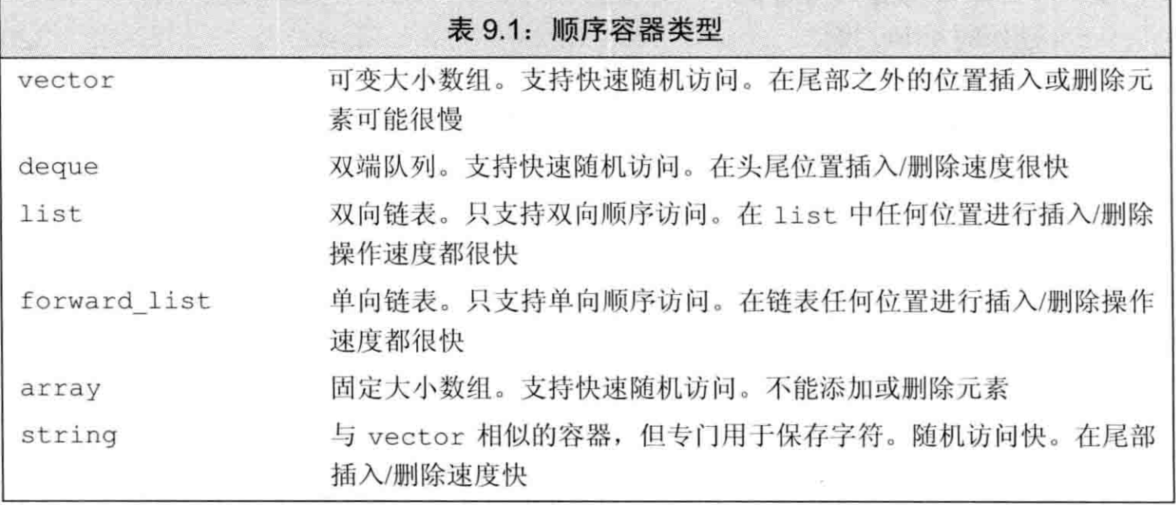 表 9.1：顺序容器类型
vector 可变大小数组。支持快速随机访问。在尾部之外的位置插入或删除元
素可能很慢
deque 双端队列。支持快速随机访问。在头尾位置插入/删除速度很快
list 双向链表。只支持双向顺序访问。在 list 中任何位置进行插入/删除
操作速度都很快
forward_list 单向链表。只支持单向顺序访问。在链表任何位置进行插入/删除操作
速度都很快
array 固定大小数组。支持快速随机访问。不能添加或删除元素
string 与 vector 相似的容器，但专门用于保存字符。随机访问快。在尾部
插入/删除速度快